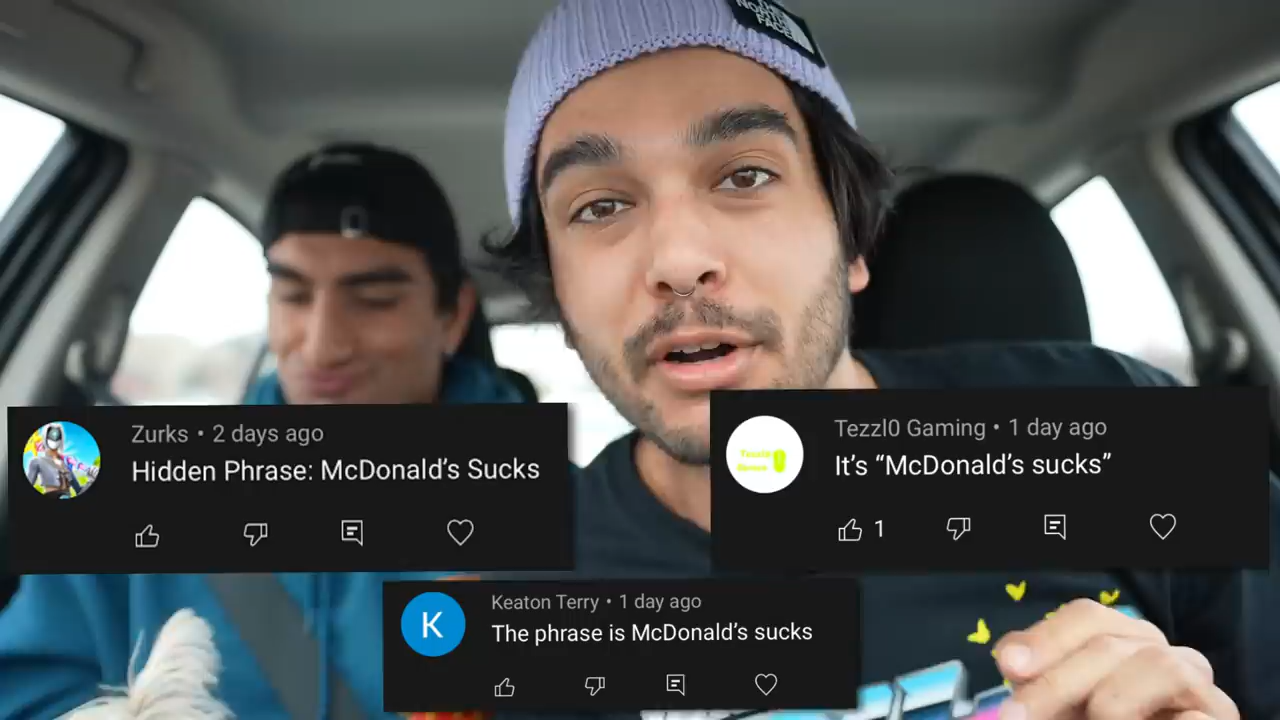 THE
NORTH
FACE
Zurks • 2 days ago
Hidden Phrase: McDonald’s Sucks
Tezzl0 Gaming • 1 day ago
It’s “McDonald’s sucks”
1
K
Keaton Terry • 1 day ago
The phrase is McDonald’s sucks